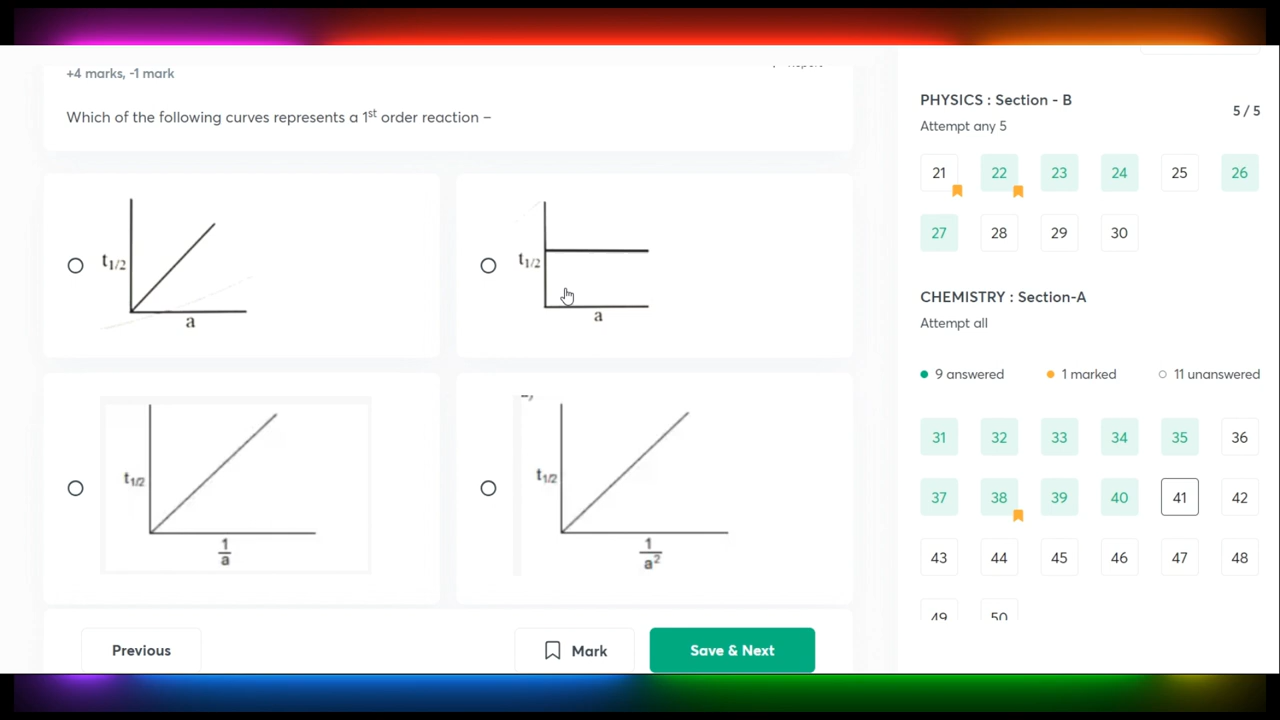 +4 marks, -1 mark
Which of the following curves represents a 1st order reaction –
t1/2
a
t1/2
a
t1/2
1
a
t1/2
1
a2
Previous
Mark
Save & Next
PHYSICS : Section - B
5 / 5
Attempt any 5
21 22 23 24 25 26
27 28 29 30
CHEMISTRY : Section-A
Attempt all
9 answered 1 marked 11 unanswered
31 32 33 34 35 36
37 38 39 40 41 42
43 44 45 46 47 48
49 50